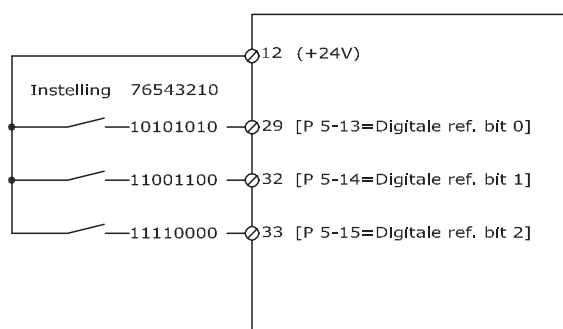 12 (+24V)
Instelling 76543210
10101010 29 [P 5-13=Digitale ref. bit 0]
11001100 32 [P 5-14=Digitale ref. bit 1]
11110000 33 [P 5-15=Digitale ref. bit 2]